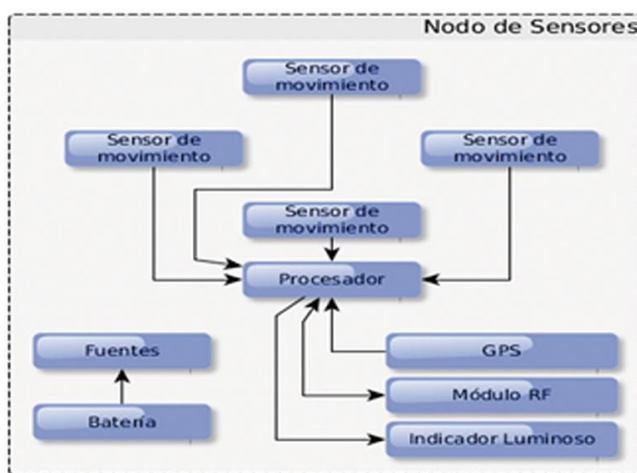 Nodo de Sensores
Sensor de
movimiento
Sensor de
movimiento
Sensor de
movimiento
Sensor de
movimiento
Procesador
Fuentes
GPS
Módulo RF
Batería
Indicador Luminoso